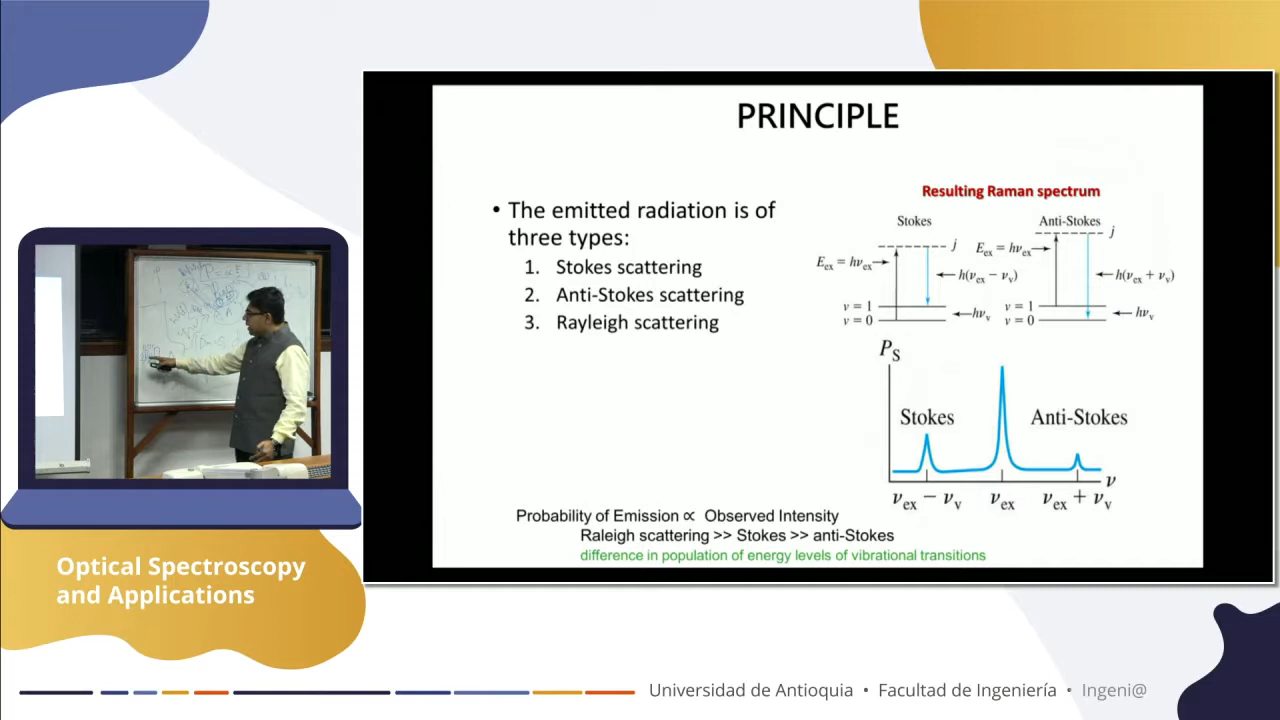 PRINCIPLE
• The emitted radiation is of
three types:
1. Stokes scattering
2. Anti-Stokes scattering
3. Rayleigh scattering
Resulting Raman spectrum
Stokes
E_ex = hν_ex
j
h(ν_ex − ν_v)
v = 1
v = 0
hν_v
Anti-Stokes
E_ex = hν_ex
j
h(ν_ex + ν_v)
v = 1
v = 0
hν_v
P_S
Stokes
Anti-Stokes
ν
ν_ex − ν_v
ν_ex
ν_ex + ν_v
Probability of Emission ∝ Observed Intensity
Raleigh scattering >> Stokes >> anti-Stokes
difference in population of energy levels of vibrational transitions
P = αE
Optical Spectroscopy
and Applications
Universidad de Antioquia • Facultad de Ingeniería • Ingeni@